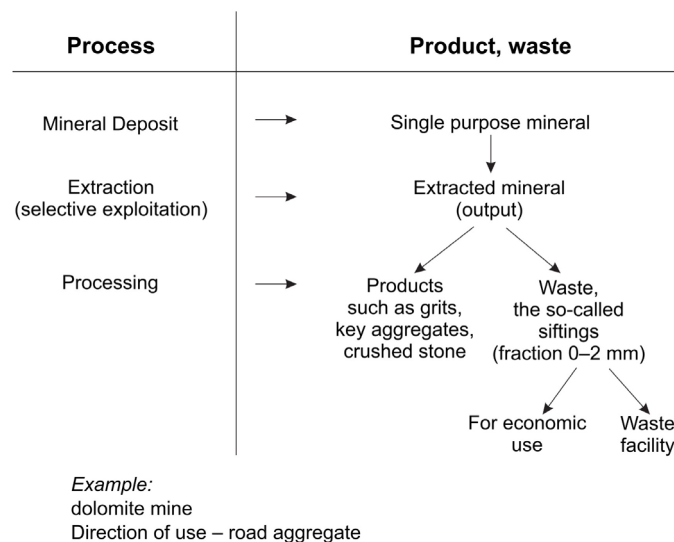 Process
Product, waste
Mineral Deposit
Single purpose mineral
Extraction
(selective exploitation)
Extracted mineral
(output)
Processing
Products
such as grits,
key aggregates,
crushed stone
Waste,
the so-called
siftings
(fraction 0–2 mm)
For economic
use
Waste
facility
Example:
dolomite mine
Direction of use – road aggregate